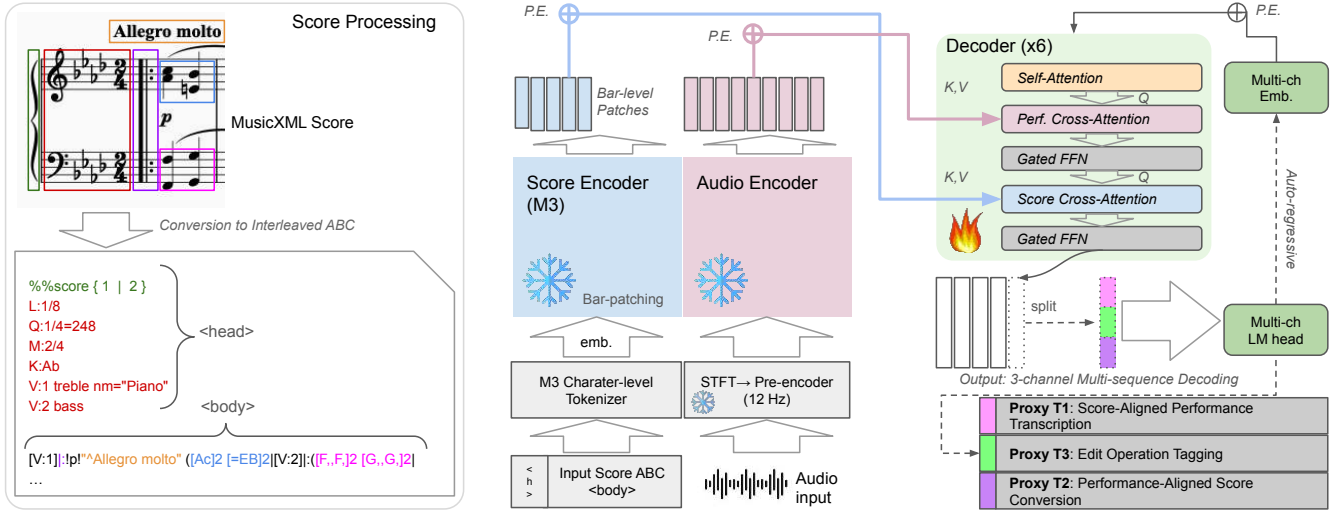 Score Processing
Allegro molto
p
MusicXML Score
Conversion to Interleaved ABC
%%score { 1 | 2 }
L:1/8
Q:1/4=248
M:2/4
K:Ab
V:1 treble nm="Piano"
V:2 bass
<head>
<body>
[V:1]|:!p!"^Allegro molto" ([Ac]2 [=EB]2|[V:2]|:([F,,F,]2 [G,,G,]2|
...
P.E.
P.E.
Bar-level
Patches
Score Encoder
(M3)
Bar-patching
Audio Encoder
emb.
M3 Charater-level
Tokenizer
STFT→ Pre-encoder
(12 Hz)
<
h
>
Input Score ABC
<body>
Audio
input
P.E.
Decoder (x6)
Self-Attention
Q
K,V
Perf. Cross-Attention
Gated FFN
Q
K,V
Score Cross-Attention
Gated FFN
Multi-ch
Emb.
Auto-regressive
split
Multi-ch
LM head
Output: 3-channel Multi-sequence Decoding
Proxy T1: Score-Aligned Performance
Transcription
Proxy T3: Edit Operation Tagging
Proxy T2: Performance-Aligned Score
Conversion